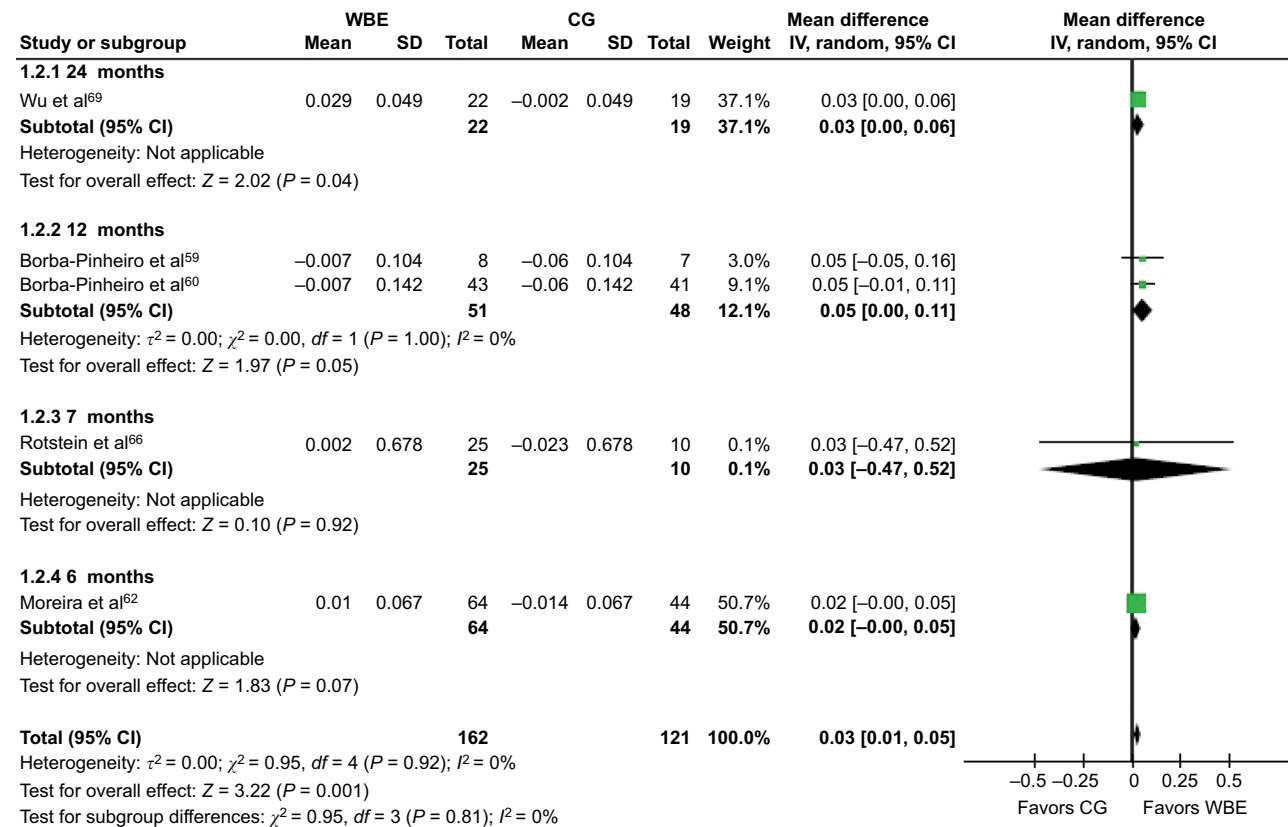 WBE CG Mean difference Mean difference
Study or subgroup Mean SD Total Mean SD Total Weight IV, random, 95% CI IV, random, 95% CI
1.2.1 24 months
Wu et al⁶⁹ 0.029 0.049 22 –0.002 0.049 19 37.1% 0.03 [0.00, 0.06]
Subtotal (95% CI) 22 19 37.1% 0.03 [0.00, 0.06]
Heterogeneity: Not applicable
Test for overall effect: Z = 2.02 (P = 0.04)
1.2.2 12 months
Borba-Pinheiro et al⁵⁹ –0.007 0.104 8 –0.06 0.104 7 3.0% 0.05 [–0.05, 0.16]
Borba-Pinheiro et al⁶⁰ –0.007 0.142 43 –0.06 0.142 41 9.1% 0.05 [–0.01, 0.11]
Subtotal (95% CI) 51 48 12.1% 0.05 [0.00, 0.11]
Heterogeneity: τ² = 0.00; χ² = 0.00, df = 1 (P = 1.00); I² = 0%
Test for overall effect: Z = 1.97 (P = 0.05)
1.2.3 7 months
Rotstein et al⁶⁶ 0.002 0.678 25 –0.023 0.678 10 0.1% 0.03 [–0.47, 0.52]
Subtotal (95% CI) 25 10 0.1% 0.03 [–0.47, 0.52]
Heterogeneity: Not applicable
Test for overall effect: Z = 0.10 (P = 0.92)
1.2.4 6 months
Moreira et al⁶² 0.01 0.067 64 –0.014 0.067 44 50.7% 0.02 [–0.00, 0.05]
Subtotal (95% CI) 64 44 50.7% 0.02 [–0.00, 0.05]
Heterogeneity: Not applicable
Test for overall effect: Z = 1.83 (P = 0.07)
Total (95% CI) 162 121 100.0% 0.03 [0.01, 0.05]
Heterogeneity: τ² = 0.00; χ² = 0.95, df = 4 (P = 0.92); I² = 0%
Test for overall effect: Z = 3.22 (P = 0.001)
Test for subgroup differences: χ² = 0.95, df = 3 (P = 0.81); I² = 0%
–0.5 –0.25 0 0.25 0.5
Favors CG Favors WBE